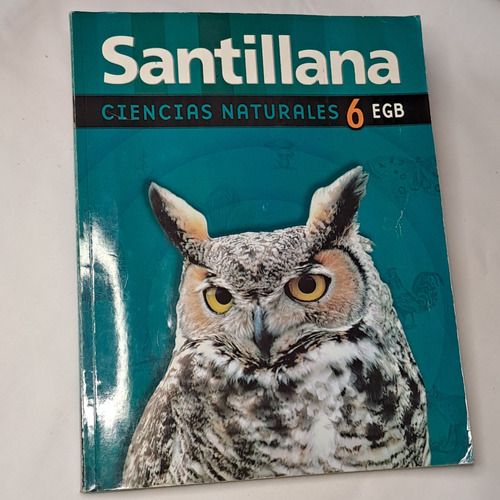 Santillana
CIENCIAS NATURALES 6 EGB